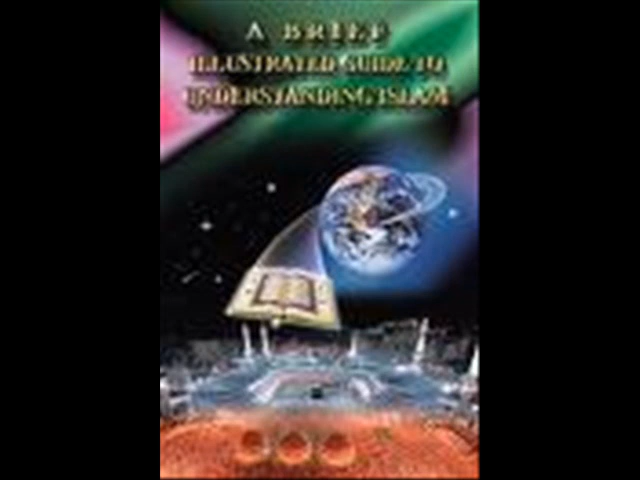 A BRIEF
ILLUSTRATED GUIDE TO
UNDERSTANDING ISLAM